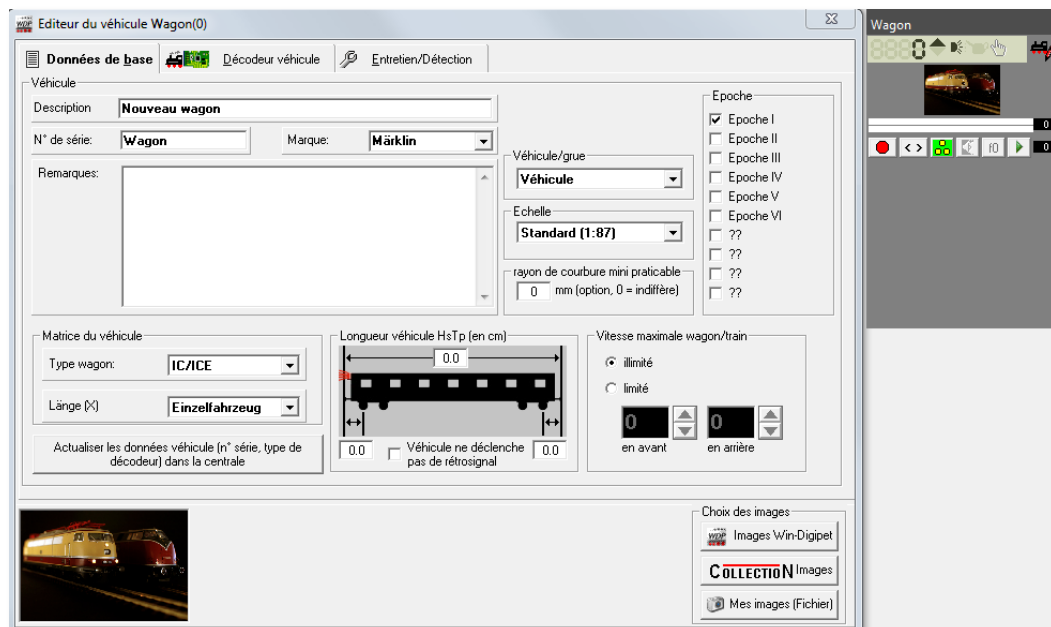 Editeur du véhicule Wagon(0)
Données de base
Décodeur véhicule
Entretien/Détection
Véhicule
Description
Nouveau wagon
N° de série:
Wagon
Marque:
Märklin
Remarques:
Véhicule/grue
Véhicule
Echelle
Standard (1:87)
rayon de courbure mini praticable
0 mm (option, 0 = indiffère)
Epoche
Epoche I
Epoche II
Epoche III
Epoche IV
Epoche V
Epoche VI
??
??
??
??
Matrice du véhicule
Type wagon:
IC/ICE
Länge (X)
Einzelfahrzeug
Actualiser les données véhicule (n° série, type de
décodeur) dans la centrale
Longueur véhicule HsTp (en cm)
0.0
0.0
Véhicule ne déclenche
pas de rétrosignal
0.0
Vitesse maximale wagon/train
illimité
limité
0
0
en avant
en arrière
Choix des images
WDP Images Win-Digipet
COLLECTION Images
Mes images (Fichier)
Wagon
0
0
f0
0